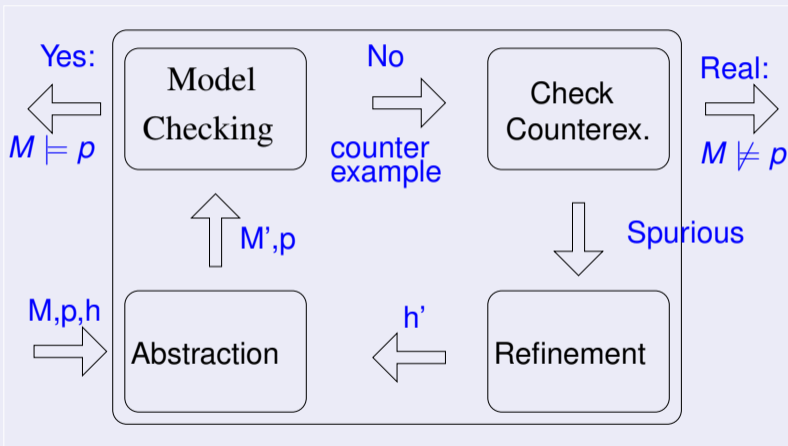 Yes:
M ⊨ p
Model
Checking
No
counter
example
Check
Counterex.
Real:
M ⊭ p
M',p
Spurious
M,p,h
Abstraction
h'
Refinement